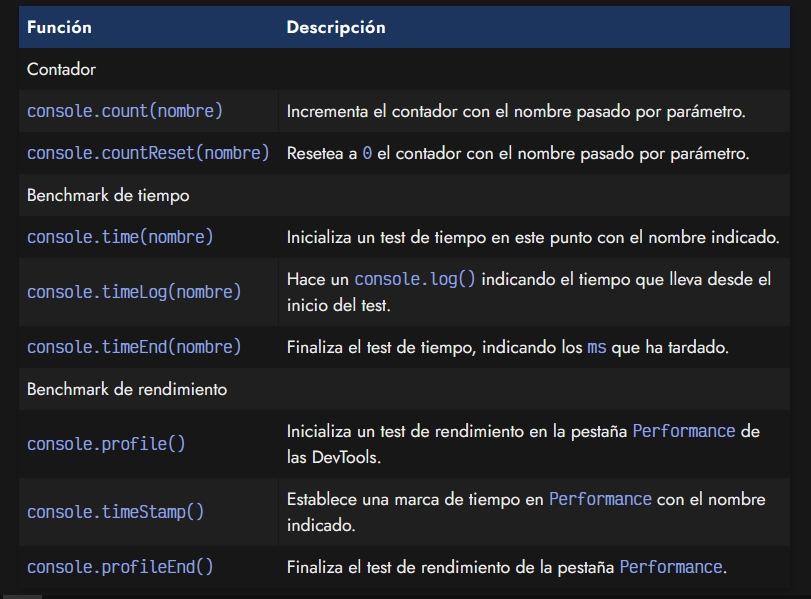 Función Descripción
Contador
console.count(nombre) Incrementa el contador con el nombre pasado por parámetro.
console.countReset(nombre) Resetea a 0 el contador con el nombre pasado por parámetro.
Benchmark de tiempo
console.time(nombre) Inicializa un test de tiempo en este punto con el nombre indicado.
console.timeLog(nombre) Hace un console.log() indicando el tiempo que lleva desde el
inicio del test.
console.timeEnd(nombre) Finaliza el test de tiempo, indicando los ms que ha tardado.
Benchmark de rendimiento
console.profile() Inicializa un test de rendimiento en la pestaña Performance de
las DevTools.
console.timeStamp() Establece una marca de tiempo en Performance con el nombre
indicado.
console.profileEnd() Finaliza el test de rendimiento de la pestaña Performance.